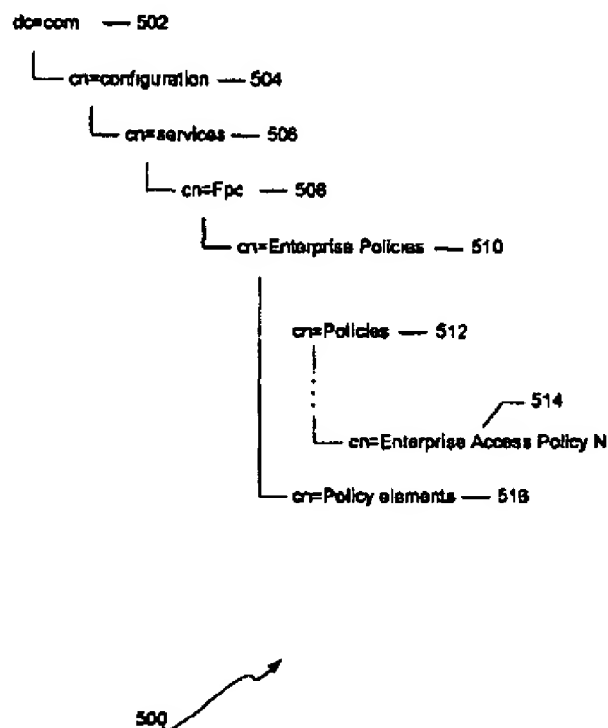 dc=com — 502
cn=configuration — 504
cn=services — 506
cn=Fpc — 508
cn=Enterprise Policies — 510
cn=Policies — 512
514
cn=Enterprise Access Policy N
cn=Policy elements — 516
500